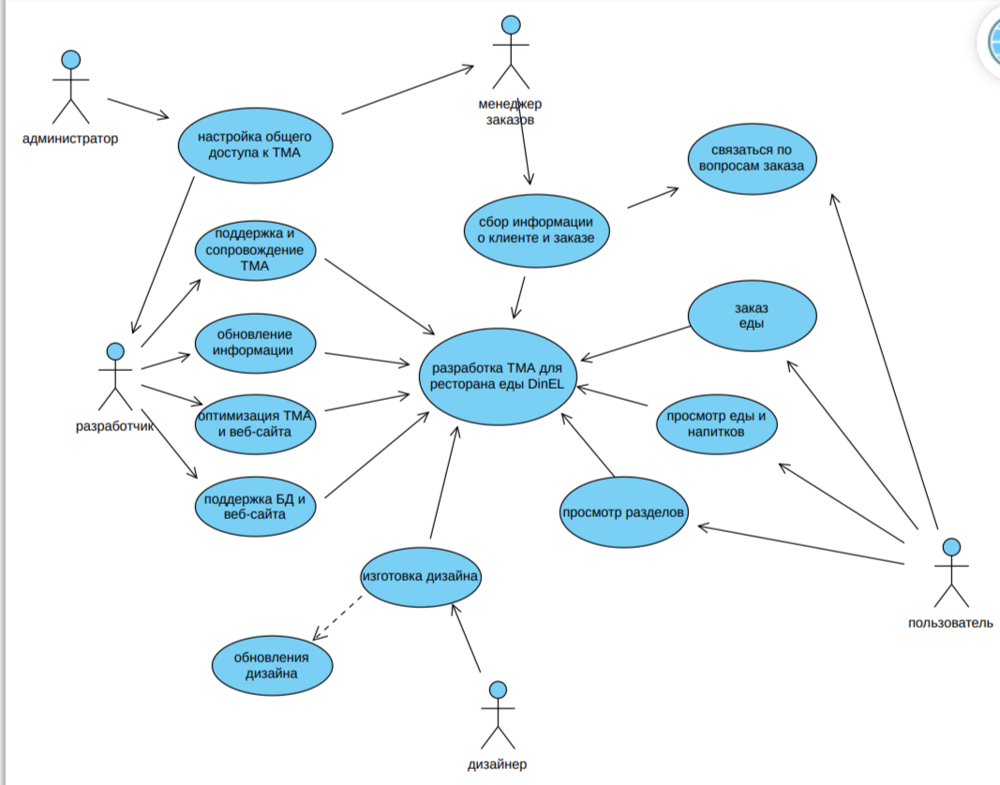 администратор
менеджер
заказов
настройка общего
доступа к ТМА
связаться по
вопросам заказа
сбор информации
о клиенте и заказе
поддержка и
сопровождение
ТМА
заказ
еды
обновление
информации
разработка ТМА для
ресторана еды DinEL
разработчик
оптимизация ТМА
и веб-сайта
просмотр еды и
напитков
поддержка БД и
веб-сайта
просмотр разделов
изготовка дизайна
пользователь
обновления
дизайна
дизайнер